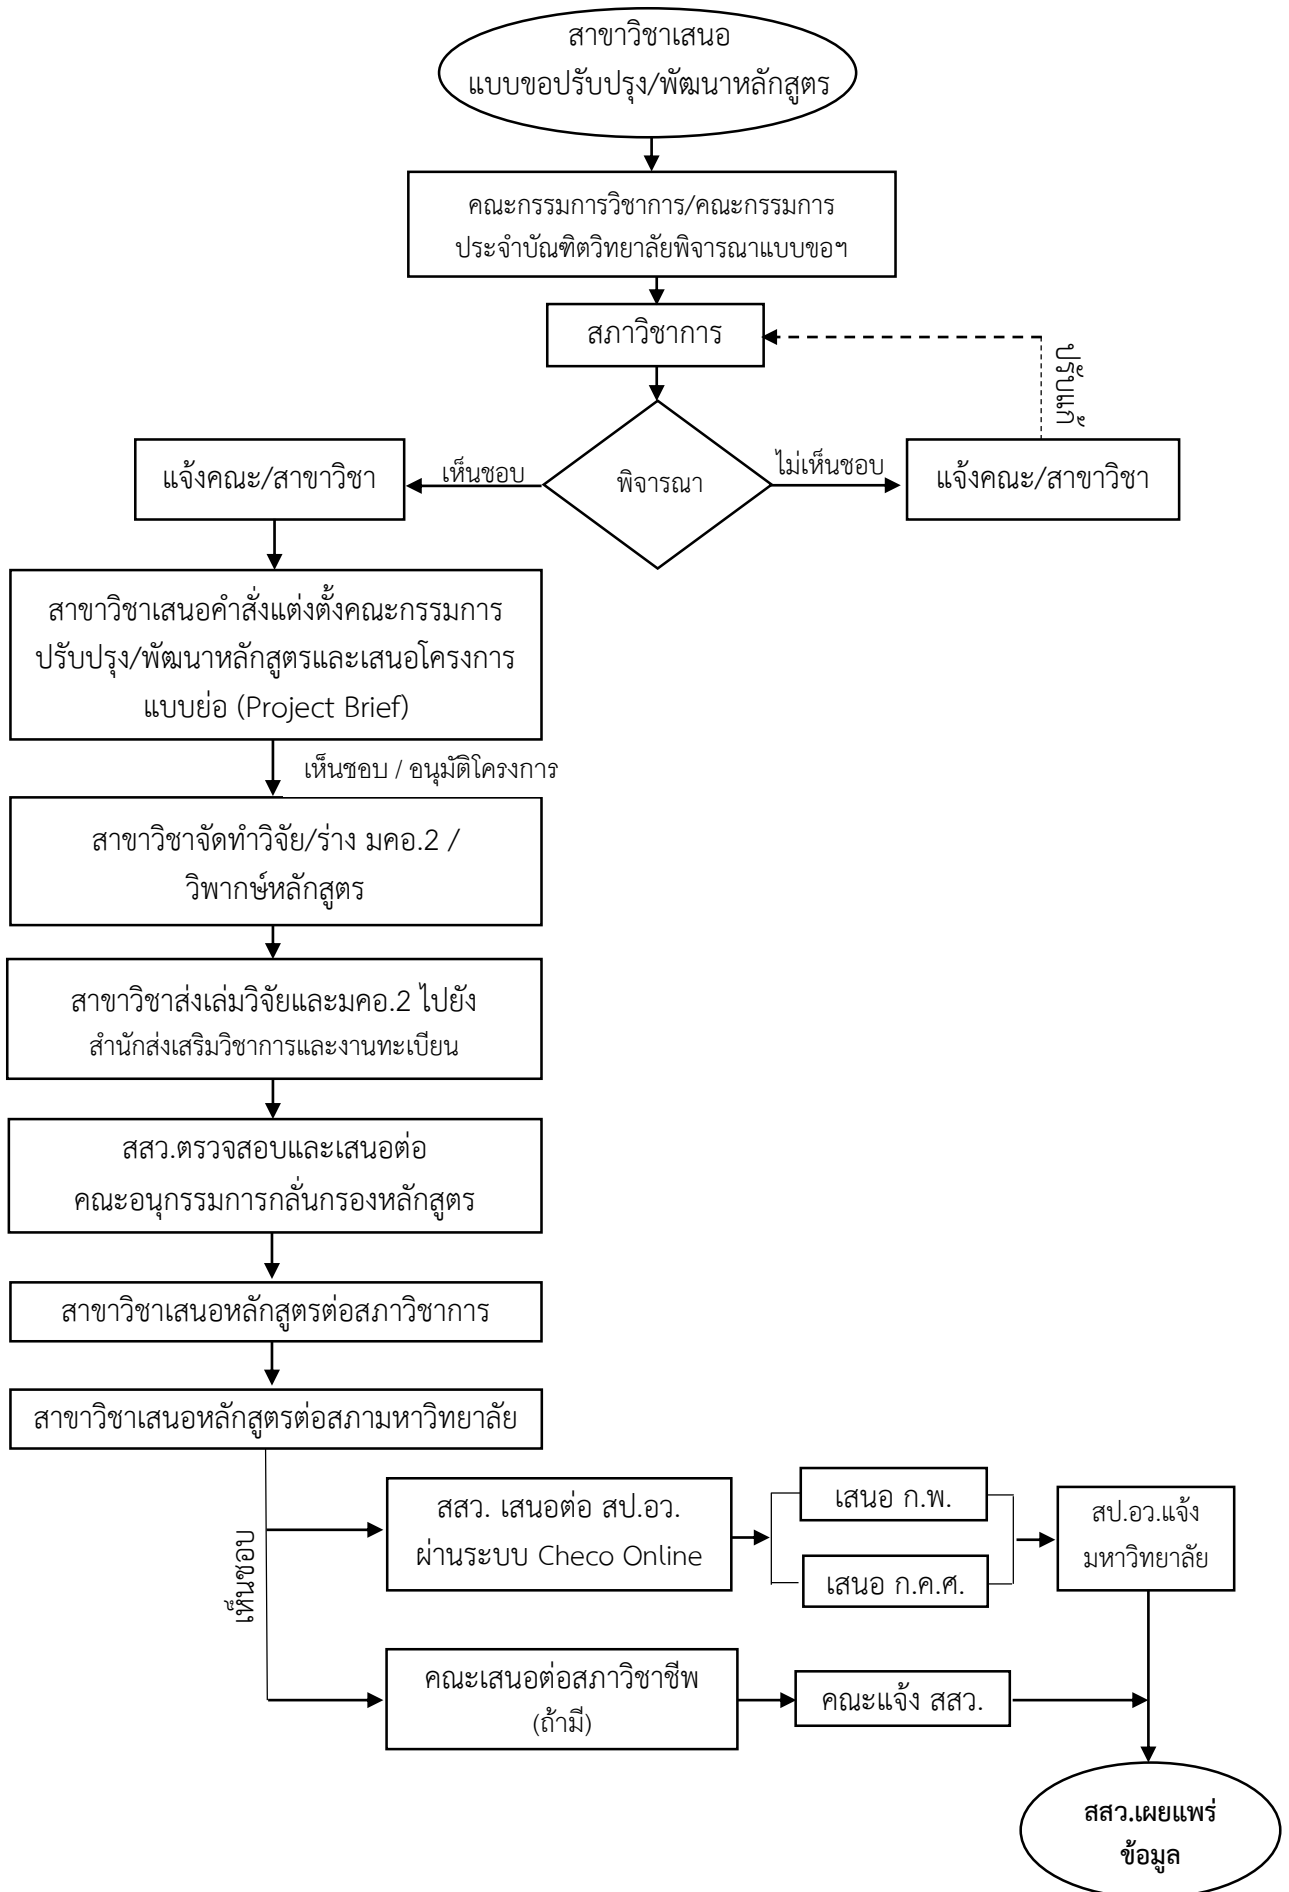 สาขาวิชาเสนอ
แบบขอปรับปรุง/พัฒนาหลักสูตร
คณะกรรมการวิชาการ/คณะกรรมการ
ประจำบัณฑิตวิทยาลัยพิจารณาแบบขอฯ
สภาวิชาการ
ปรับแก้
แจ้งคณะ/สาขาวิชา
เห็นชอบ
พิจารณา
ไม่เห็นชอบ
แจ้งคณะ/สาขาวิชา
สาขาวิชาเสนอคำสั่งแต่งตั้งคณะกรรมการ
ปรับปรุง/พัฒนาหลักสูตรและเสนอโครงการ
แบบย่อ (Project Brief)
เห็นชอบ / อนุมัติโครงการ
สาขาวิชาจัดทำวิจัย/ร่าง มคอ.2 /
วิพากษ์หลักสูตร
สาขาวิชาส่งเล่มวิจัยและมคอ.2 ไปยัง
สำนักส่งเสริมวิชาการและงานทะเบียน
สสว.ตรวจสอบและเสนอต่อ
คณะอนุกรรมการกลั่นกรองหลักสูตร
สาขาวิชาเสนอหลักสูตรต่อสภาวิชาการ
สาขาวิชาเสนอหลักสูตรต่อสภามหาวิทยาลัย
เห็นชอบ
สสว. เสนอต่อ สป.อว.
ผ่านระบบ Checo Online
เสนอ ก.พ.
เสนอ ก.ค.ศ.
สป.อว.แจ้ง
มหาวิทยาลัย
คณะเสนอต่อสภาวิชาชีพ
(ถ้ามี)
คณะแจ้ง สสว.
สสว.เผยแพร่
ข้อมูล